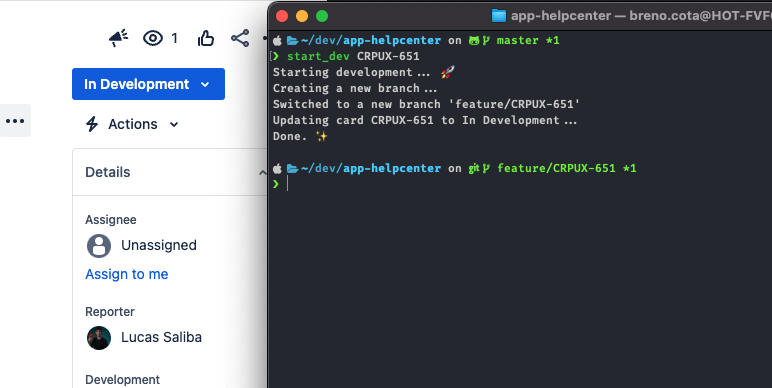 1
In Development
Actions
Details
Assignee
Unassigned
Assign to me
Reporter
Lucas Saliba
Development
app-helpcenter — breno.cota@HOT-FVF
~/dev/app-helpcenter on master *1
❯ start_dev CRPUX-651
Starting development... 🚀
Creating a new branch...
Switched to a new branch 'feature/CRPUX-651'
Updating card CRPUX-651 to In Development...
Done. ✨
~/dev/app-helpcenter on git feature/CRPUX-651 *1
❯